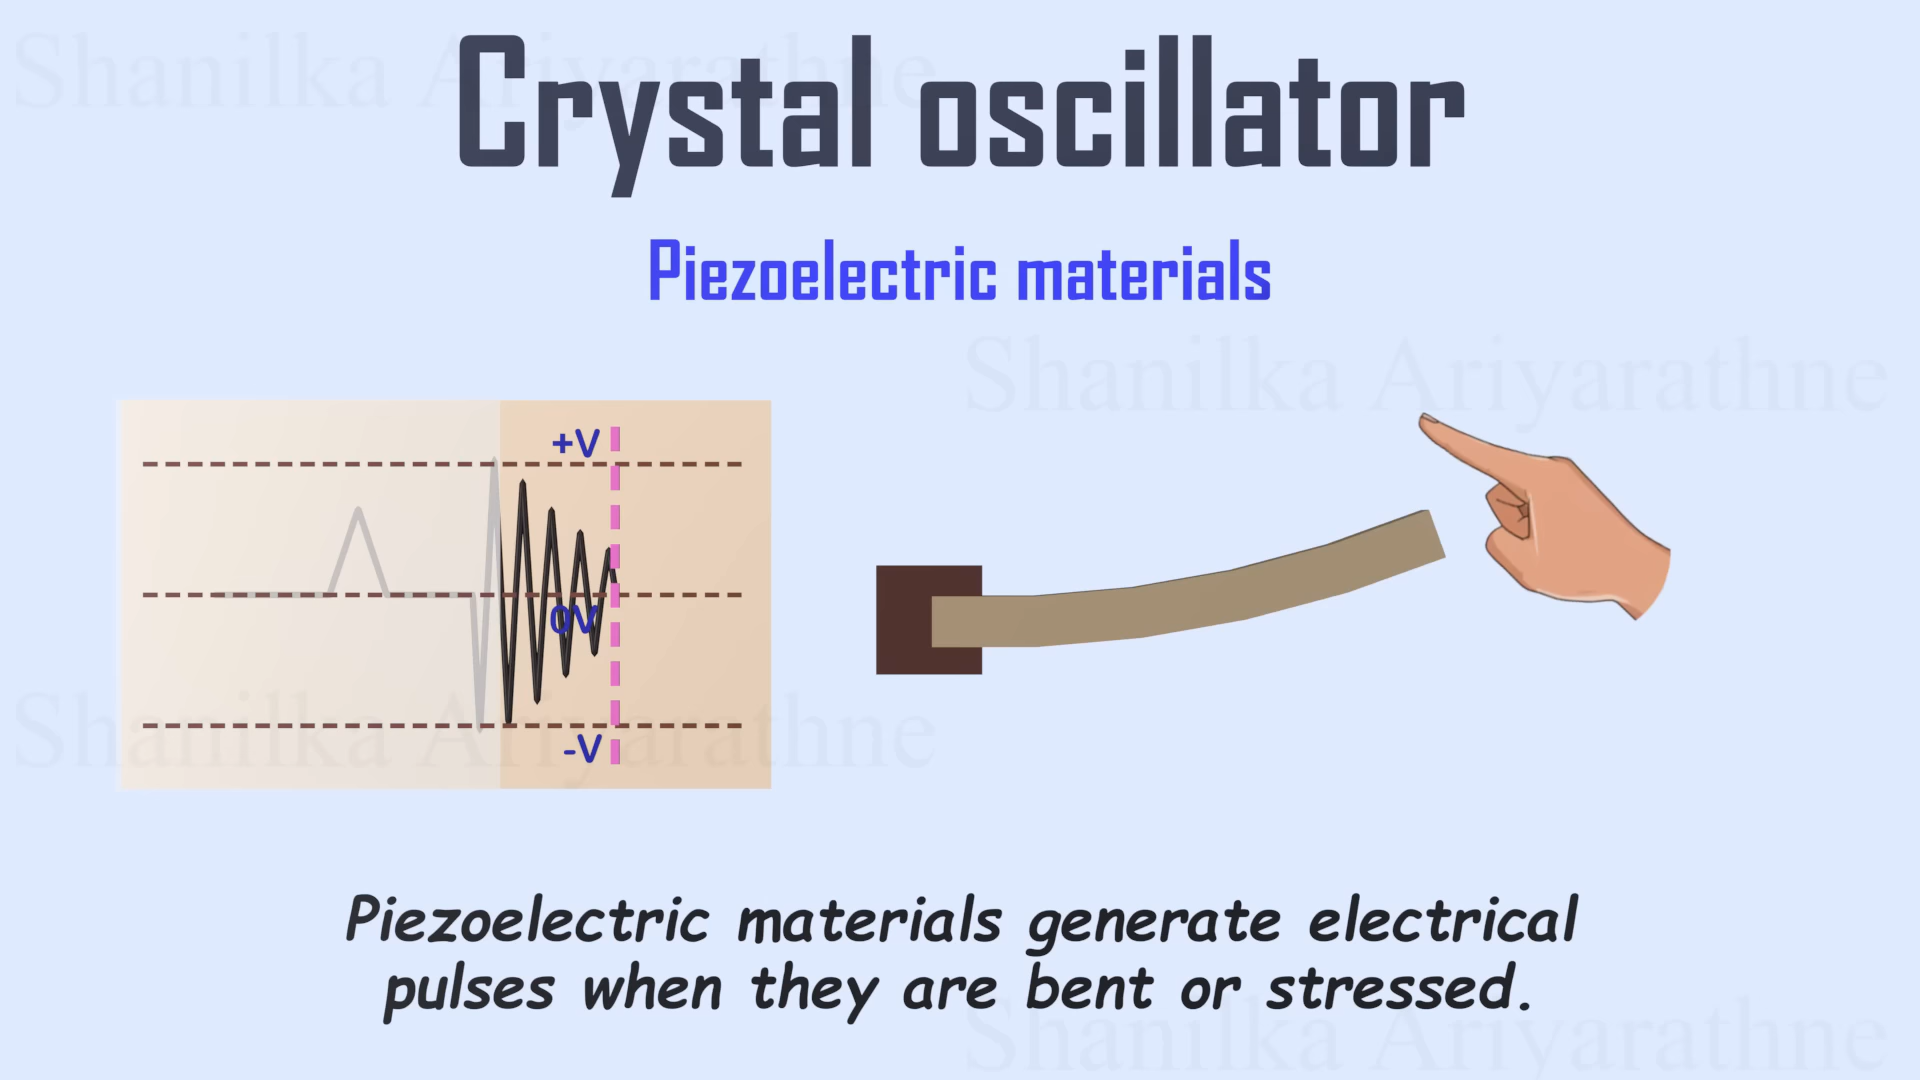 Shanilka Ariyarathne
Crystal oscillator
Piezoelectric materials
Shanilka Ariyarathne
+V
0V
-V
Shanilka Ariyarathne
Piezoelectric materials generate electrical
pulses when they are bent or stressed.
Shanilka Ariyarathne